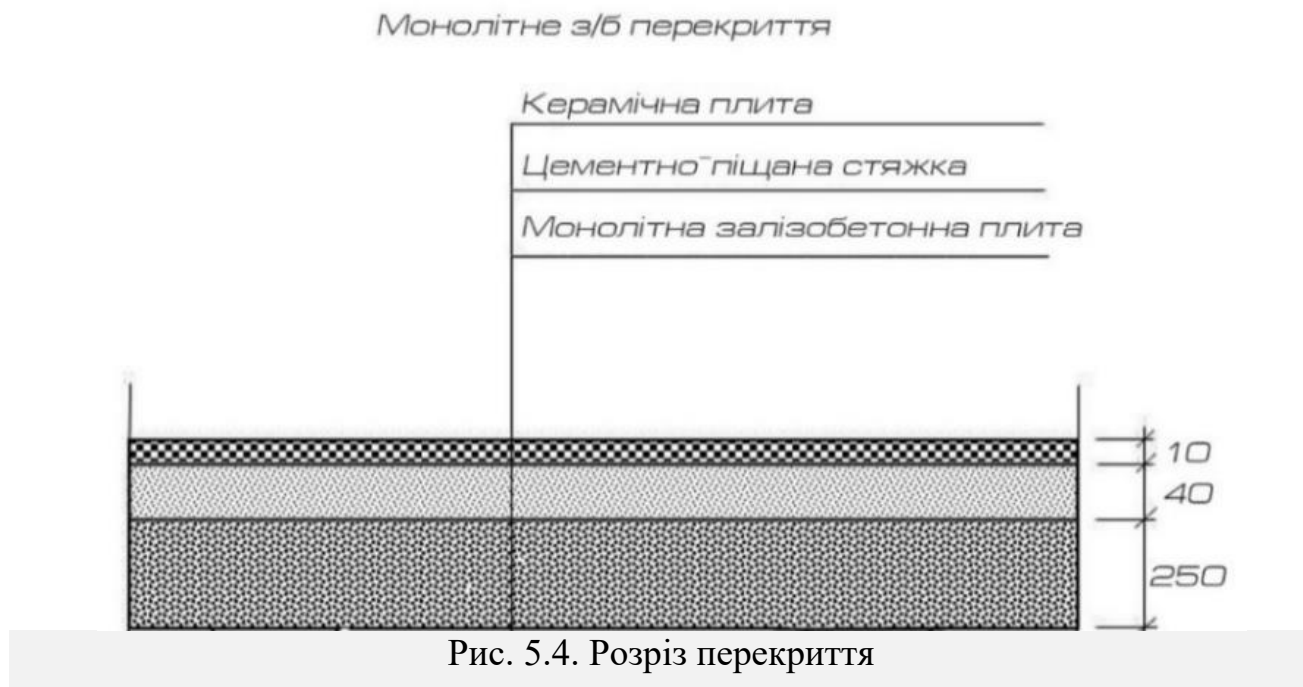 Монолітне з/б перекриття
Керамічна плита
Цементно-піщана стяжка
Монолітна залізобетонна плита
10
40
250
Рис. 5.4. Розріз перекриття